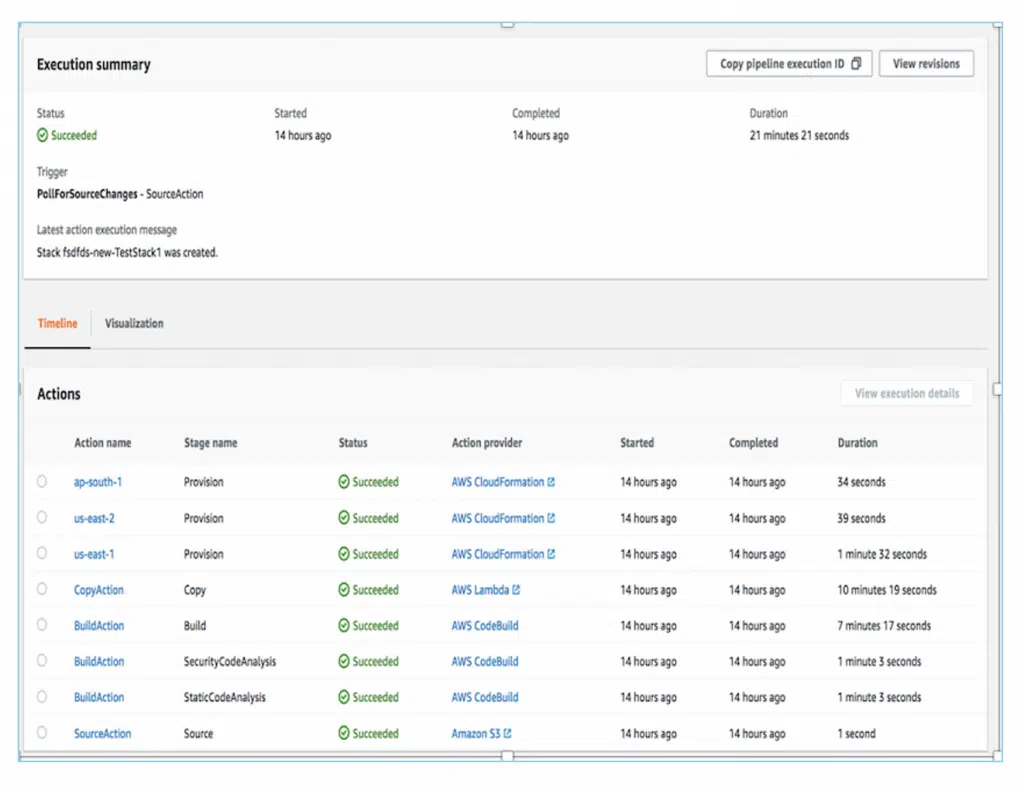 Execution summary
Copy pipeline execution ID View revisions
Status Started Completed Duration
Succeeded 14 hours ago 14 hours ago 21 minutes 21 seconds
Trigger
PollForSourceChanges - SourceAction
Latest action execution message
Stack fsdfds-new-TestStack1 was created.
Timeline Visualization
Actions View execution details
Action name Stage name Status Action provider Started Completed Duration
ap-south-1 Provision Succeeded AWS CloudFormation 14 hours ago 14 hours ago 34 seconds
us-east-2 Provision Succeeded AWS CloudFormation 14 hours ago 14 hours ago 39 seconds
us-east-1 Provision Succeeded AWS CloudFormation 14 hours ago 14 hours ago 1 minute 32 seconds
CopyAction Copy Succeeded AWS Lambda 14 hours ago 14 hours ago 10 minutes 19 seconds
BuildAction Build Succeeded AWS CodeBuild 14 hours ago 14 hours ago 7 minutes 17 seconds
BuildAction SecurityCodeAnalysis Succeeded AWS CodeBuild 14 hours ago 14 hours ago 1 minute 3 seconds
BuildAction StaticCodeAnalysis Succeeded AWS CodeBuild 14 hours ago 14 hours ago 1 minute 3 seconds
SourceAction Source Succeeded Amazon S3 14 hours ago 14 hours ago 1 second